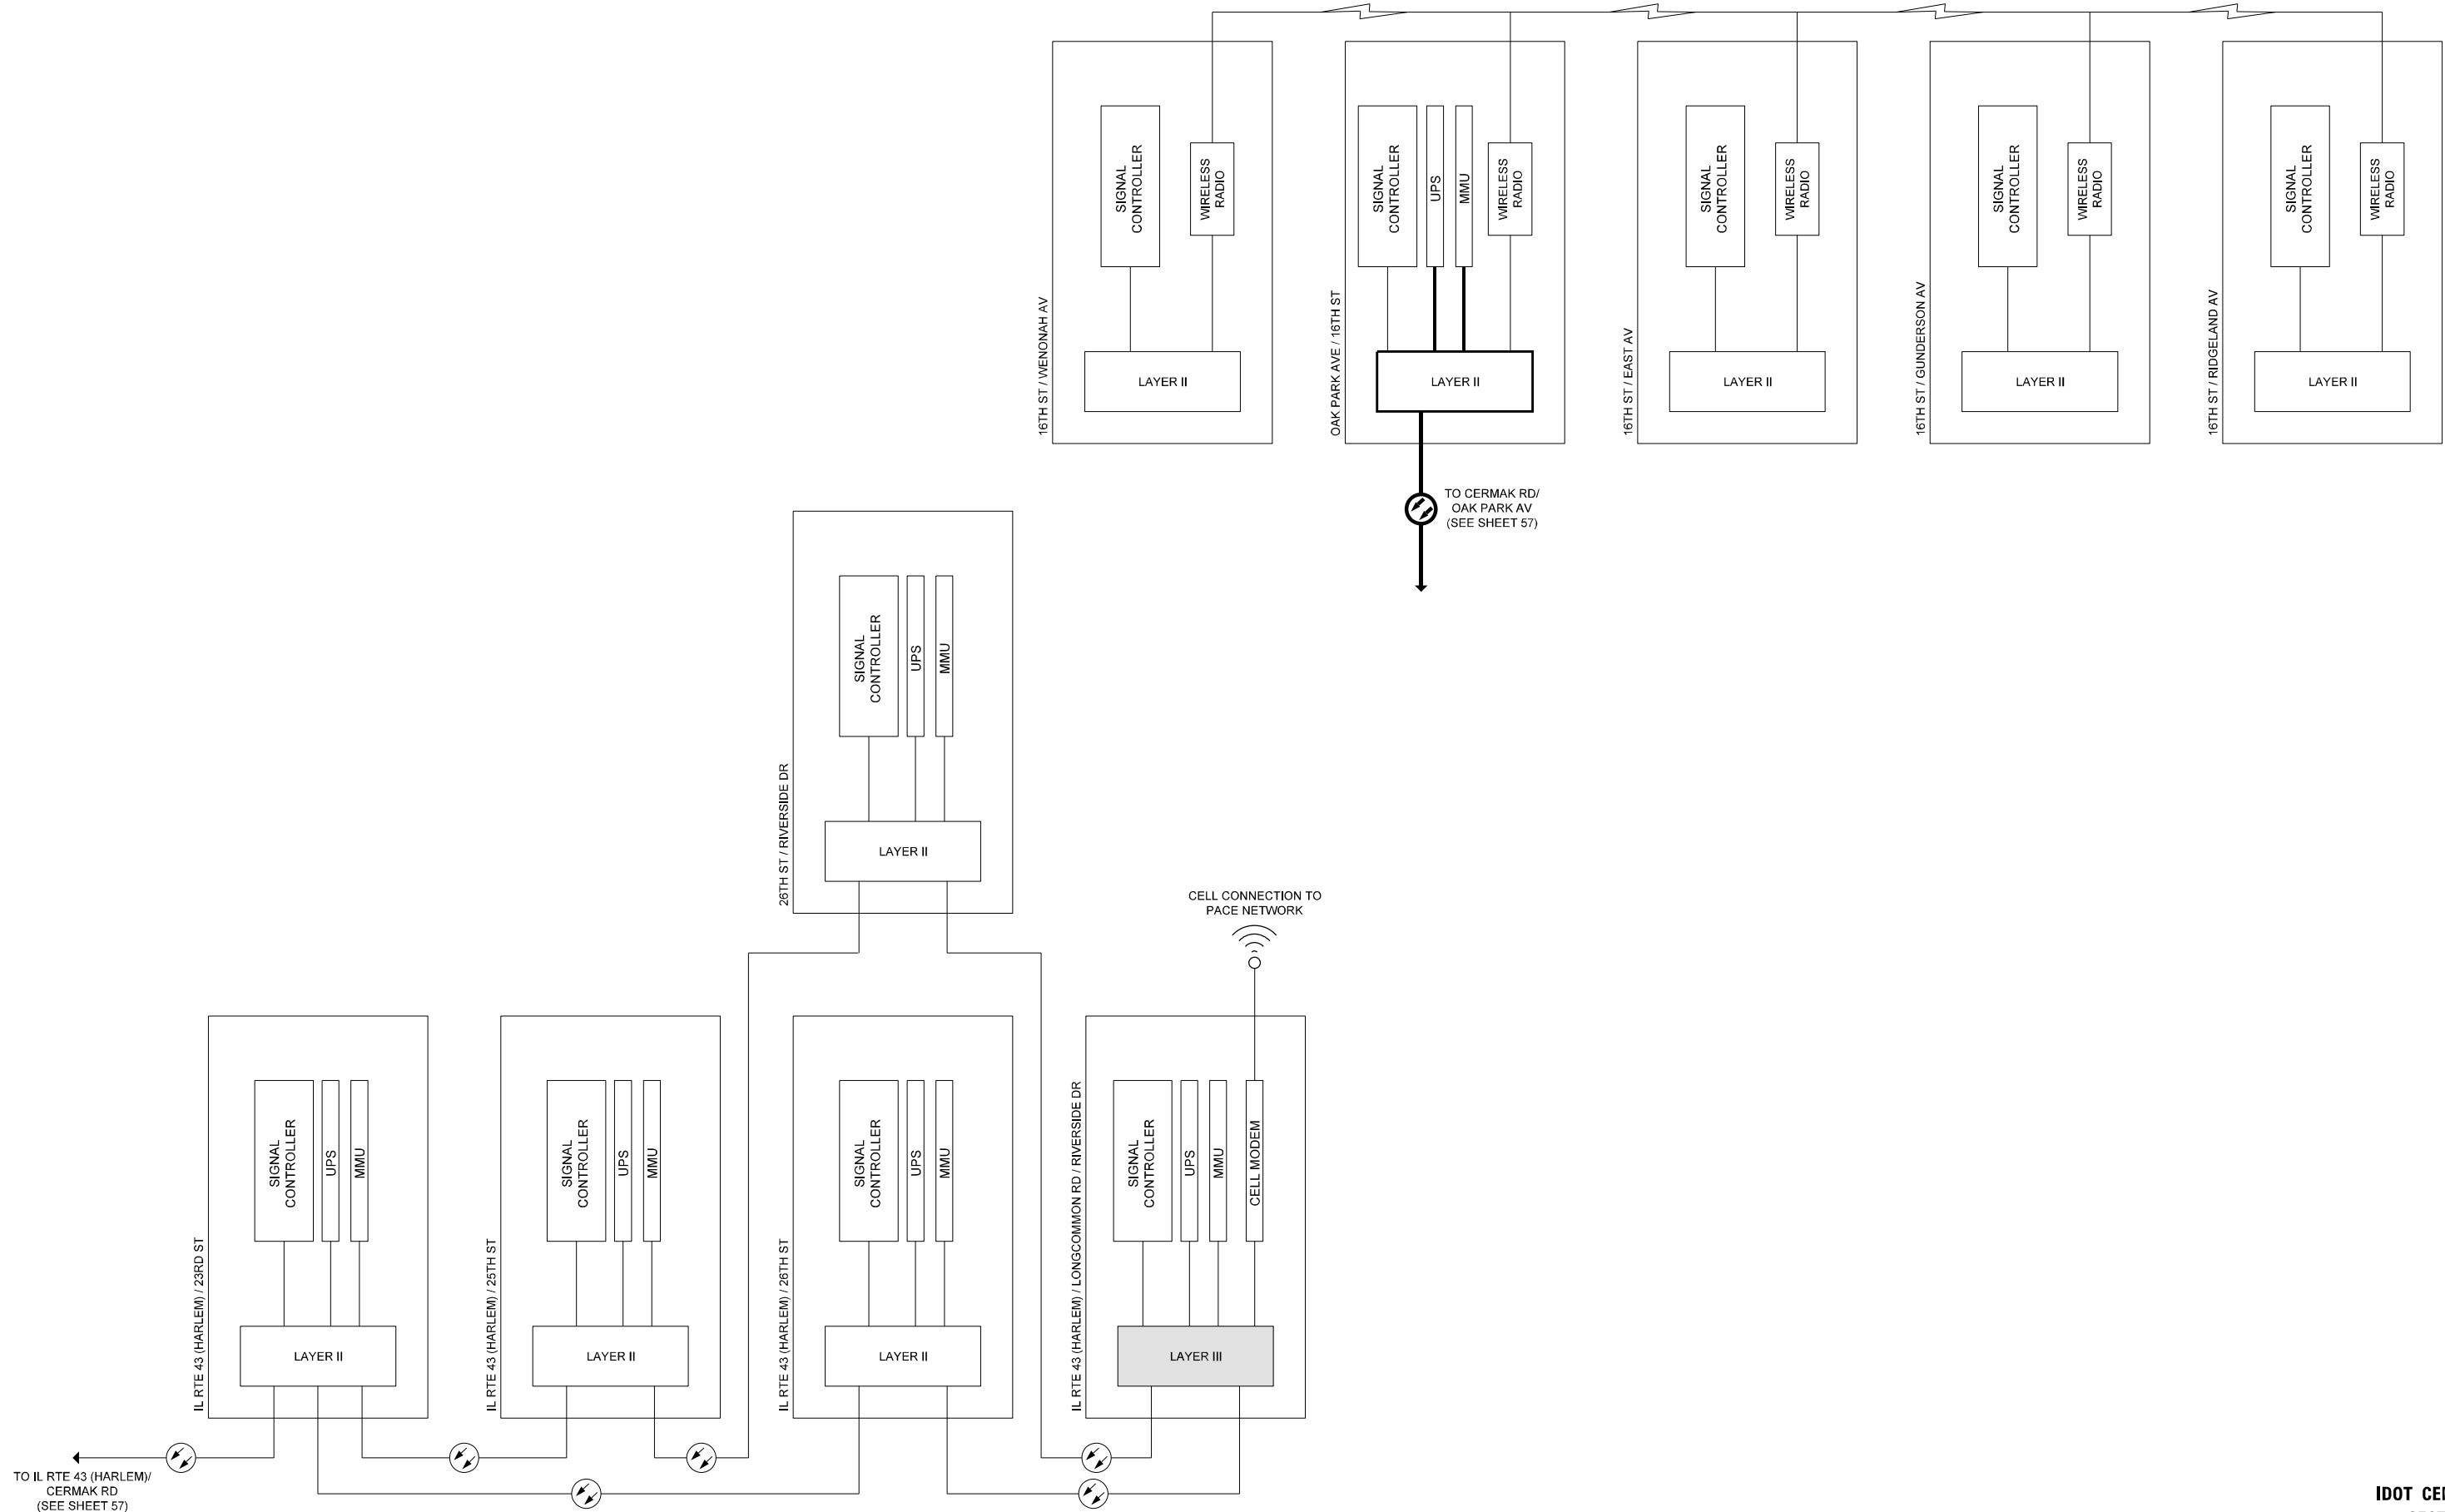 16TH ST / WENONAH AV
SIGNAL
CONTROLLER
WIRELESS
RADIO
LAYER II
OAK PARK AVE / 16TH ST
SIGNAL
CONTROLLER
UPS
MMU
WIRELESS
RADIO
LAYER II
TO CERMAK RD/
OAK PARK AV
(SEE SHEET 57)
16TH ST / EAST AV
SIGNAL
CONTROLLER
WIRELESS
RADIO
LAYER II
16TH ST / GUNDERSON AV
SIGNAL
CONTROLLER
WIRELESS
RADIO
LAYER II
16TH ST / RIDGELAND AV
SIGNAL
CONTROLLER
WIRELESS
RADIO
LAYER II
26TH ST / RIVERSIDE DR
SIGNAL
CONTROLLER
UPS
MMU
LAYER II
CELL CONNECTION TO
PACE NETWORK
IL RTE 43 (HARLEM) / 23RD ST
SIGNAL
CONTROLLER
UPS
MMU
LAYER II
IL RTE 43 (HARLEM) / 25TH ST
SIGNAL
CONTROLLER
UPS
MMU
LAYER II
IL RTE 43 (HARLEM) / 26TH ST
SIGNAL
CONTROLLER
UPS
MMU
LAYER II
IL RTE 43 (HARLEM) / LONGCOMMON RD / RIVERSIDE DR
SIGNAL
CONTROLLER
UPS
MMU
CELL MODEM
LAYER III
TO IL RTE 43 (HARLEM)/
CERMAK RD
(SEE SHEET 57)
IDOT